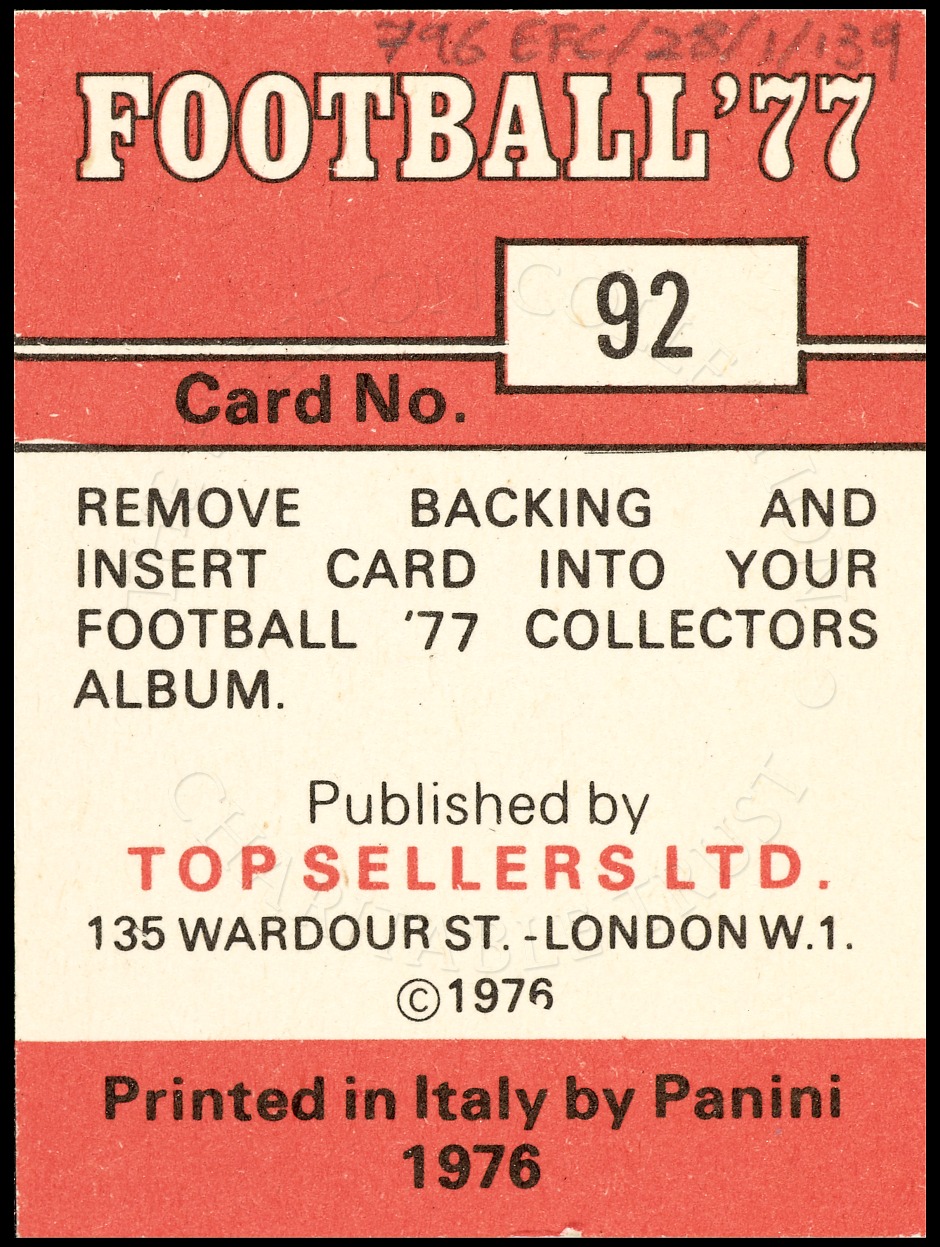 796 EFC/28/1/139
FOOTBALL '77
92
Card No.
REMOVE BACKING AND
INSERT CARD INTO YOUR
FOOTBALL '77 COLLECTORS
ALBUM.
Published by
TOP SELLERS LTD.
135 WARDOUR ST. - LONDON W.1.
©1976
Printed in Italy by Panini
1976
CHARITABLE TRUST